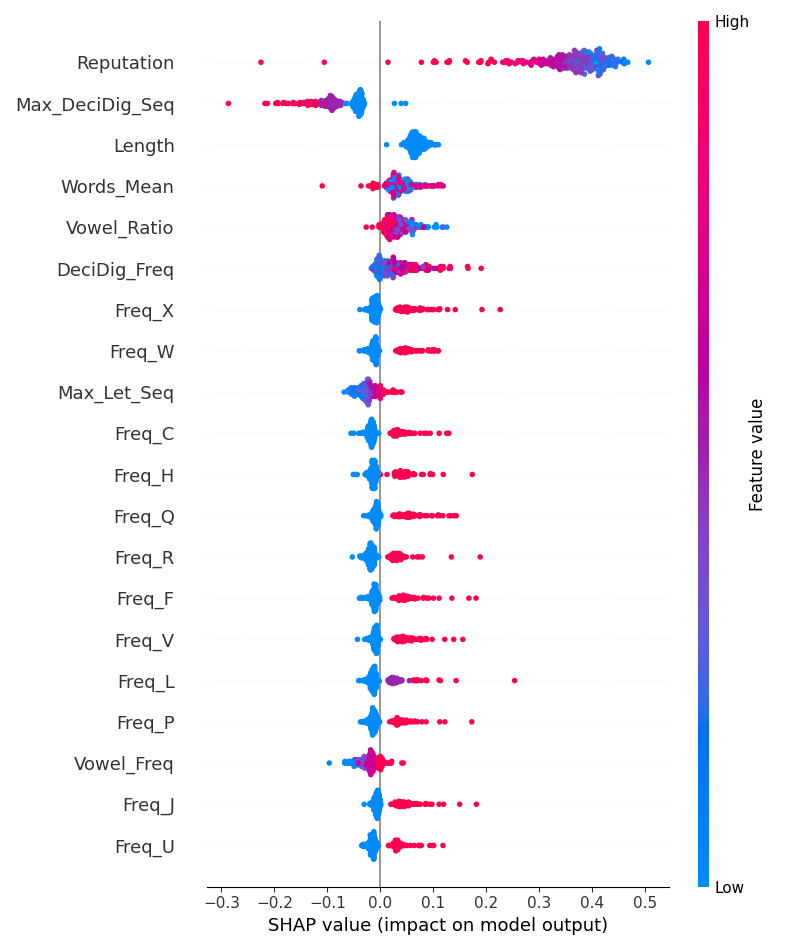 High
Reputation
Max_DeciDig_Seq
Length
Words_Mean
Vowel_Ratio
DeciDig_Freq
Freq_X
Freq_W
Max_Let_Seq
Freq_C
Freq_H
Freq_Q
Freq_R
Freq_F
Freq_V
Freq_L
Freq_P
Vowel_Freq
Freq_J
Freq_U
Feature value
Low
−0.3 −0.2 −0.1 0.0 0.1 0.2 0.3 0.4 0.5
SHAP value (impact on model output)